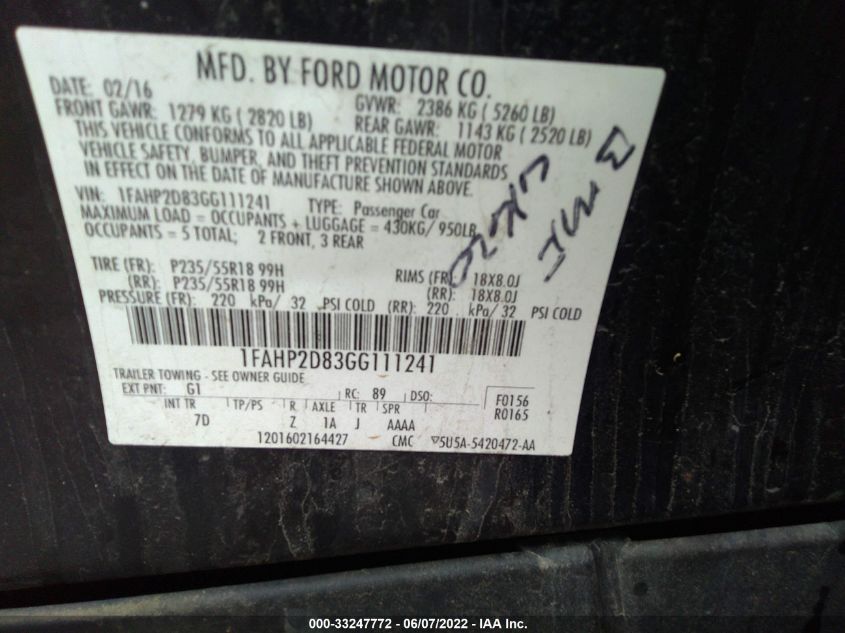 MFD. BY FORD MOTOR CO.
DATE: 02/16 GVWR: 2386 KG ( 5260 LB)
FRONT GAWR: 1279 KG ( 2820 LB) REAR GAWR: 1143 KG ( 2520 LB)
THIS VEHICLE CONFORMS TO ALL APPLICABLE FEDERAL MOTOR
VEHICLE SAFETY, BUMPER, AND THEFT PREVENTION STANDARDS
IN EFFECT ON THE DATE OF MANUFACTURE SHOWN ABOVE.
VIN: 1FAHP2D83GG111241 TYPE: Passenger Car
MAXIMUM LOAD = OCCUPANTS + LUGGAGE = 430KG/ 950LB
OCCUPANTS = 5 TOTAL; 2 FRONT, 3 REAR
TIRE (FR): P235/55R18 99H RIMS (FR): 18X8.0J
(RR): P235/55R18 99H (RR): 18X8.0J
PRESSURE (FR): 220 kPa/ 32 PSI COLD (RR): 220 kPa/ 32 PSI COLD
1FAHP2D83GG111241
TRAILER TOWING - SEE OWNER GUIDE
EXT PNT: G1 RC: 89 DSO: F0156
INT TR TP/PS R AXLE TR SPR R0165
7D Z 1A J AAAA
1201602164427 CMC 5U5A-5420472-AA
000-33247772 - 06/07/2022 - IAA Inc.